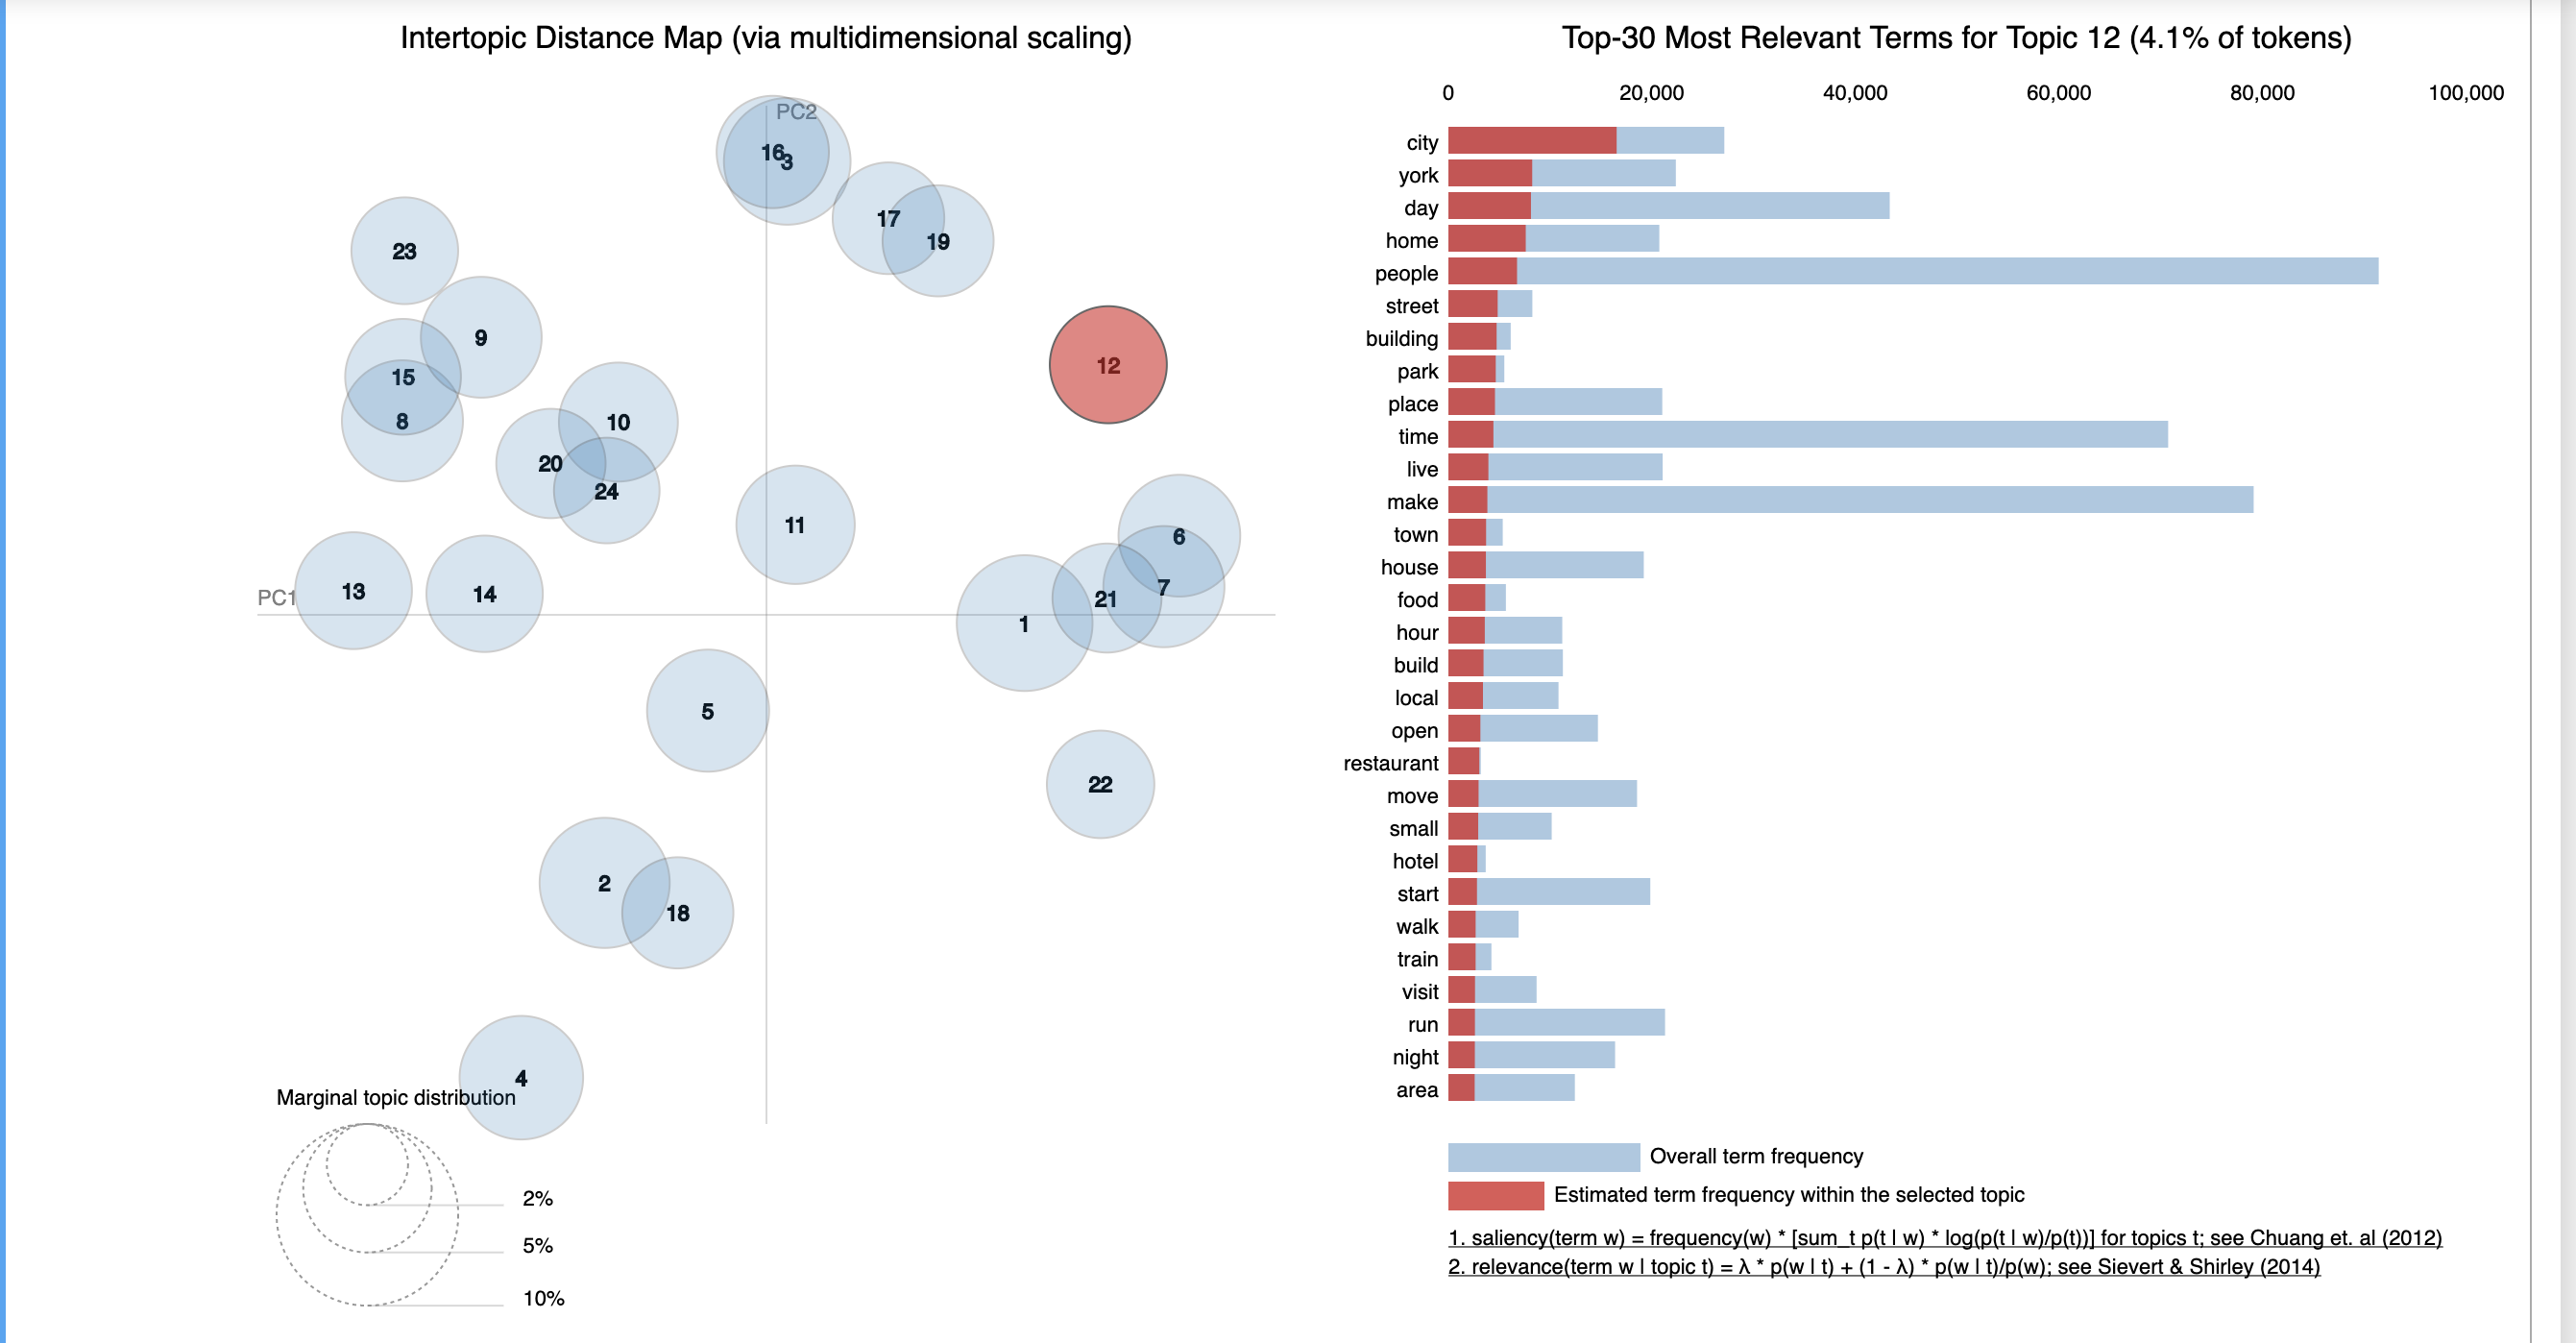 Intertopic Distance Map (via multidimensional scaling)
PC2
16
3
17
19
23
9
12
15
8
10
20
24
11
6
7
13
14
21
PC1
1
5
22
2
18
4
Marginal topic distribution
2%
5%
10%
Top-30 Most Relevant Terms for Topic 12 (4.1% of tokens)
0 20,000 40,000 60,000 80,000 100,000
city
york
day
home
people
street
building
park
place
time
live
make
town
house
food
hour
build
local
open
restaurant
move
small
hotel
start
walk
train
visit
run
night
area
Overall term frequency
Estimated term frequency within the selected topic
1. saliency(term w) = frequency(w) * [sum_t p(t | w) * log(p(t | w)/p(t))] for topics t; see Chuang et. al (2012)
2. relevance(term w | topic t) = λ * p(w | t) + (1 - λ) * p(w | t)/p(w); see Sievert & Shirley (2014)